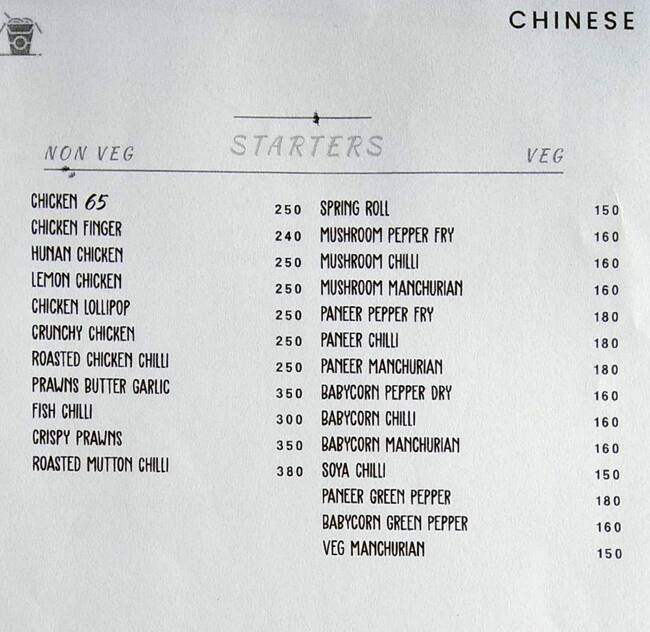 CHINESE
STARTERS
NON VEG
VEG
CHICKEN 65 250
CHICKEN FINGER 240
HUNAN CHICKEN 250
LEMON CHICKEN 250
CHICKEN LOLLIPOP 250
CRUNCHY CHICKEN 250
ROASTED CHICKEN CHILLI 250
PRAWNS BUTTER GARLIC 350
FISH CHILLI 300
CRISPY PRAWNS 350
ROASTED MUTTON CHILLI 380
SPRING ROLL 150
MUSHROOM PEPPER FRY 160
MUSHROOM CHILLI 160
MUSHROOM MANCHURIAN 160
PANEER PEPPER FRY 180
PANEER CHILLI 180
PANEER MANCHURIAN 180
BABYCORN PEPPER DRY 160
BABYCORN CHILLI 160
BABYCORN MANCHURIAN 160
SOYA CHILLI 150
PANEER GREEN PEPPER 180
BABYCORN GREEN PEPPER 160
VEG MANCHURIAN 150